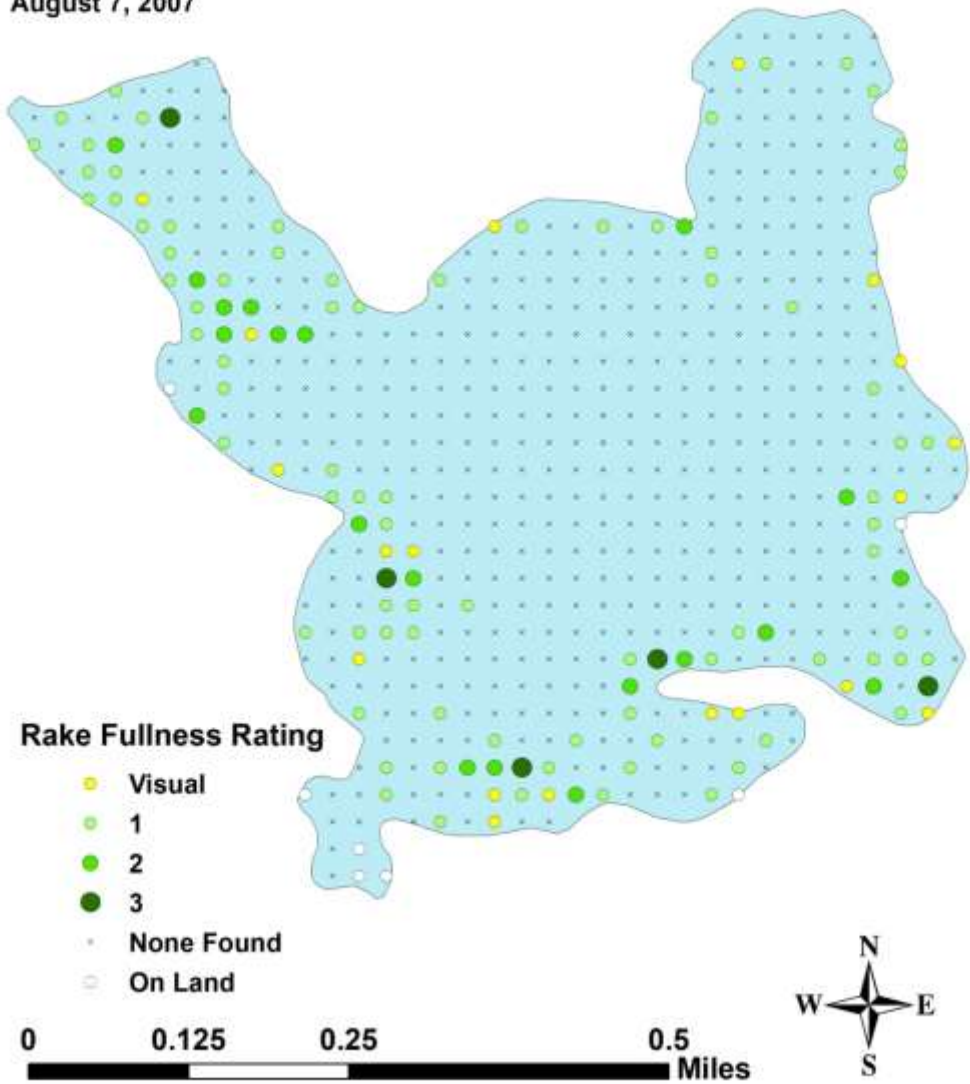 August 7, 2007
Rake Fullness Rating
Visual
1
2
3
None Found
On Land
N
W E
S
0 0.125 0.25 0.5
Miles